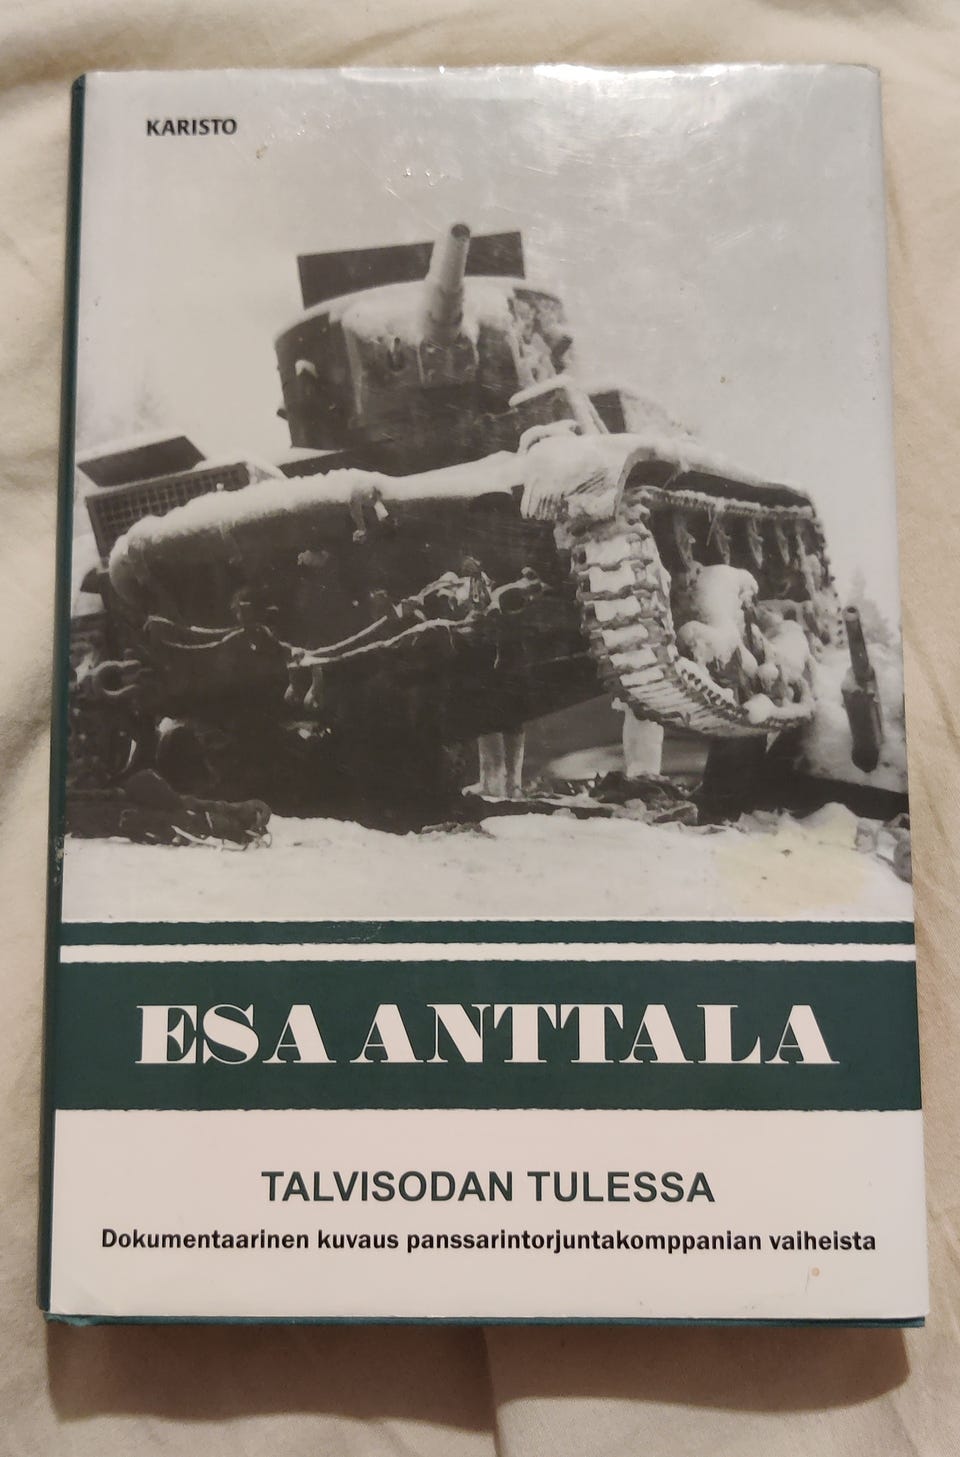 KARISTO
ESA ANTTALA
TALVISODAN TULESSA
Dokumentaarinen kuvaus panssarintorjuntakomppanian vaiheista